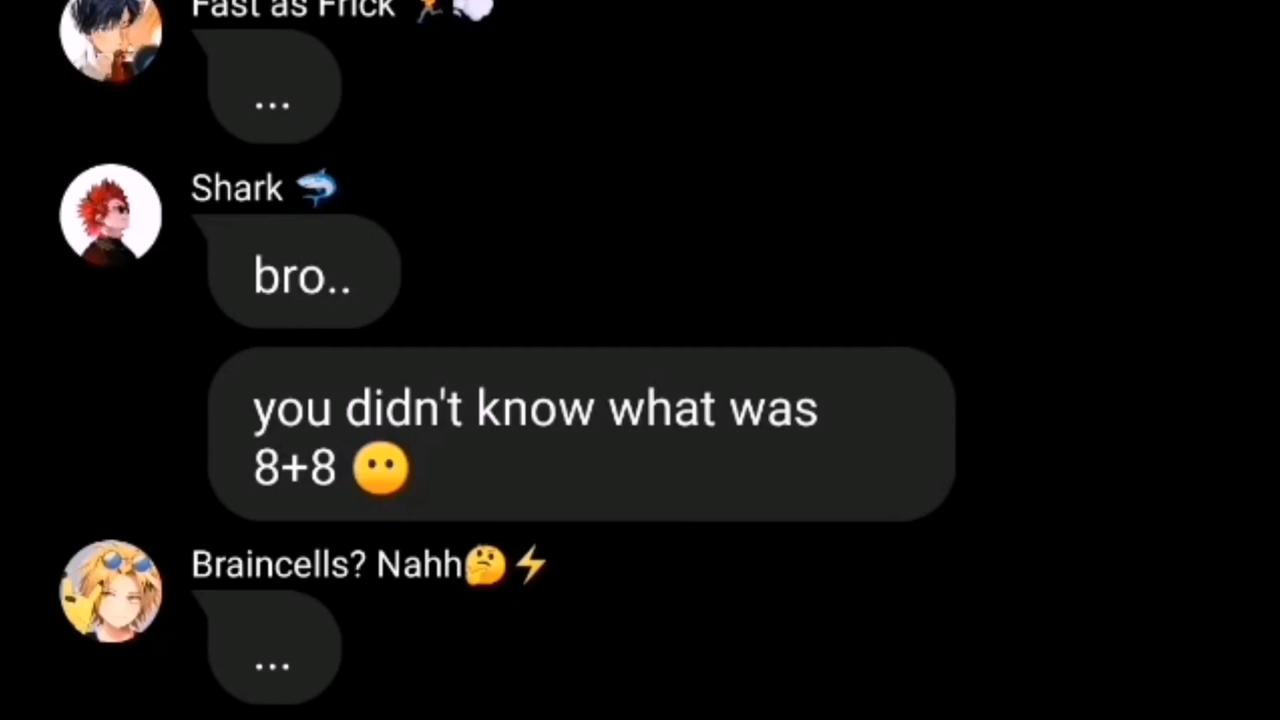 Fast as Frick 🏃💨
...
Shark 🦈
bro..
you didn't know what was
8+8 😶
Braincells? Nahh🤔⚡
...